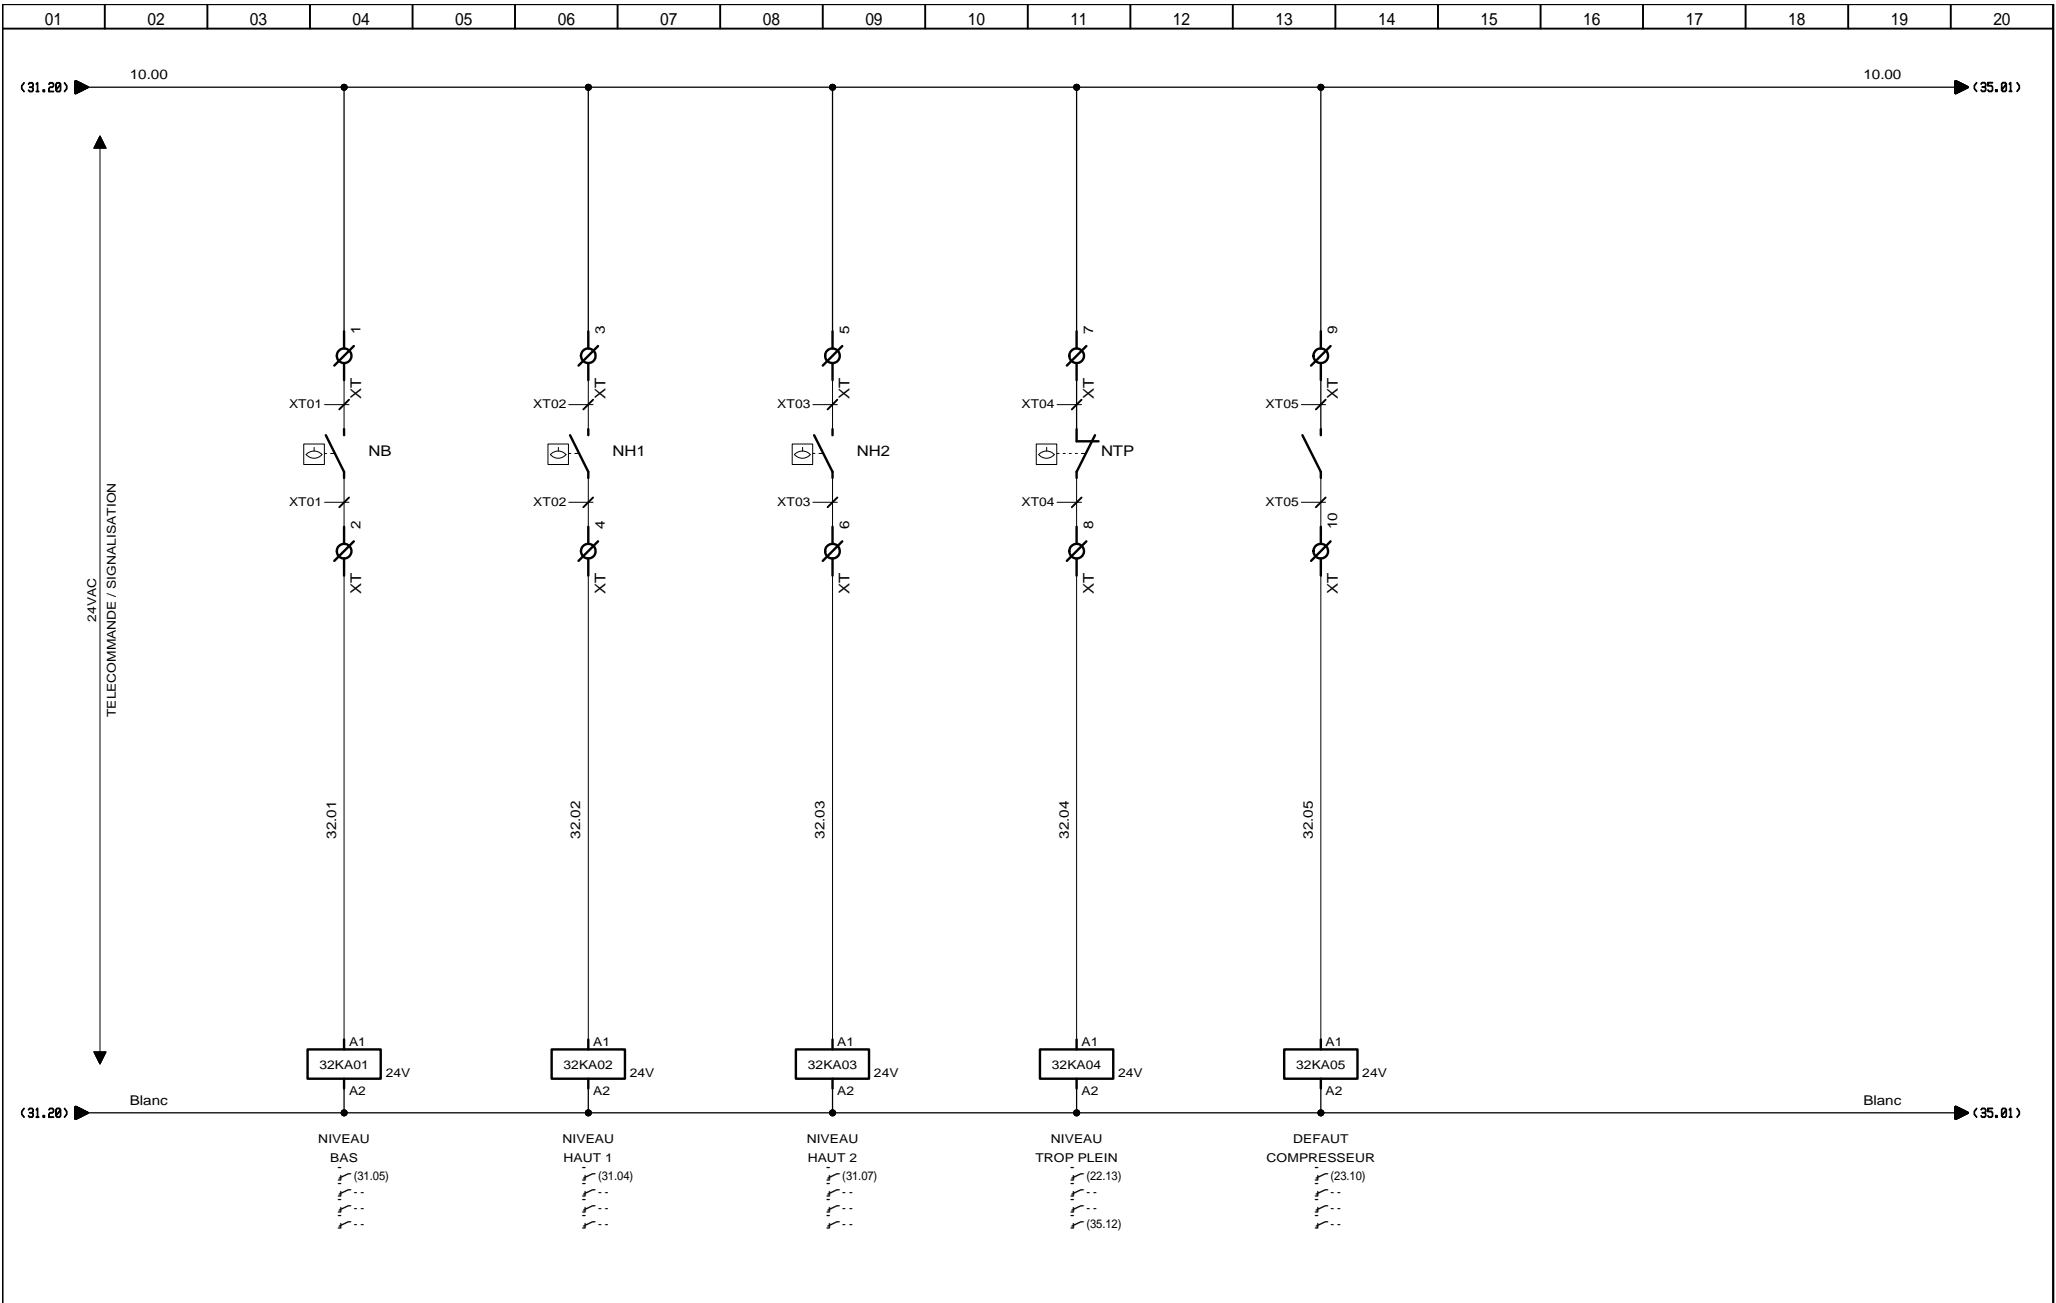 01 02 03 04 05 06 07 08 09 10 11 12 13 14 15 16 17 18 19 20
10.00 10.00
(31.20) (35.01)
24VAC
TELECOMMANDE / SIGNALISATION
1 3 5 7 9
XT XT XT XT XT
XT01 XT02 XT03 XT04 XT05
NB NH1 NH2 NTP
XT01 XT02 XT03 XT04 XT05
2 4 6 8 10
XT XT XT XT XT
32.01 32.02 32.03 32.04 32.05
A1 A1 A1 A1 A1
32KA01 32KA02 32KA03 32KA04 32KA05
24V 24V 24V 24V 24V
A2 A2 A2 A2 A2
Blanc Blanc
(31.20) (35.01)
NIVEAU NIVEAU NIVEAU NIVEAU DEFAUT
BAS HAUT 1 HAUT 2 TROP PLEIN COMPRESSEUR
(31.05) (31.04) (31.07) (22.13) (23.10)
(35.12)